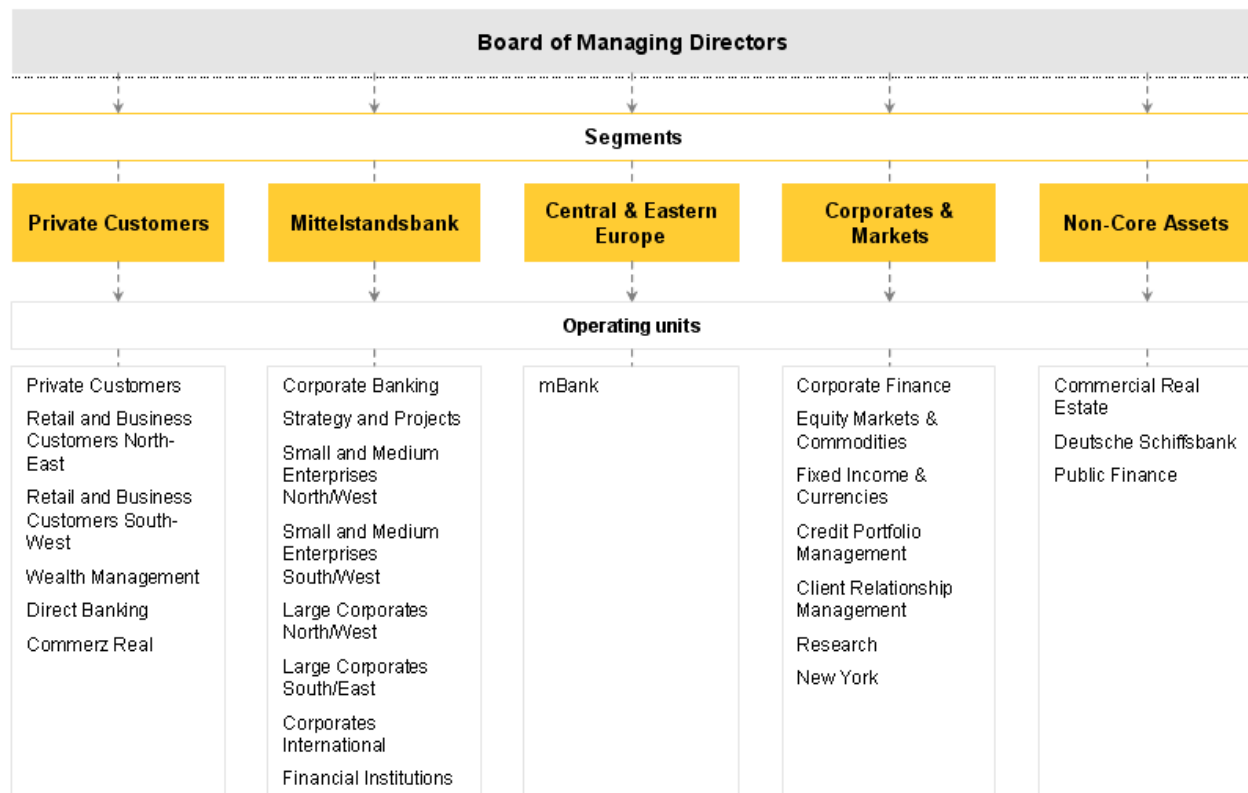 Board of Managing Directors
Segments
Private Customers
Mittelstandsbank
Central & Eastern
Europe
Corporates &
Markets
Non-Core Assets
Operating units
Private Customers
Retail and Business
Customers North-
East
Retail and Business
Customers South-
West
Wealth Management
Direct Banking
Commerz Real
Corporate Banking
Strategy and Projects
Small and Medium
Enterprises
North/West
Small and Medium
Enterprises
South/West
Large Corporates
North/West
Large Corporates
South/East
Corporates
International
Financial Institutions
mBank
Corporate Finance
Equity Markets &
Commodities
Fixed Income &
Currencies
Credit Portfolio
Management
Client Relationship
Management
Research
New York
Commercial Real
Estate
Deutsche Schiffsbank
Public Finance